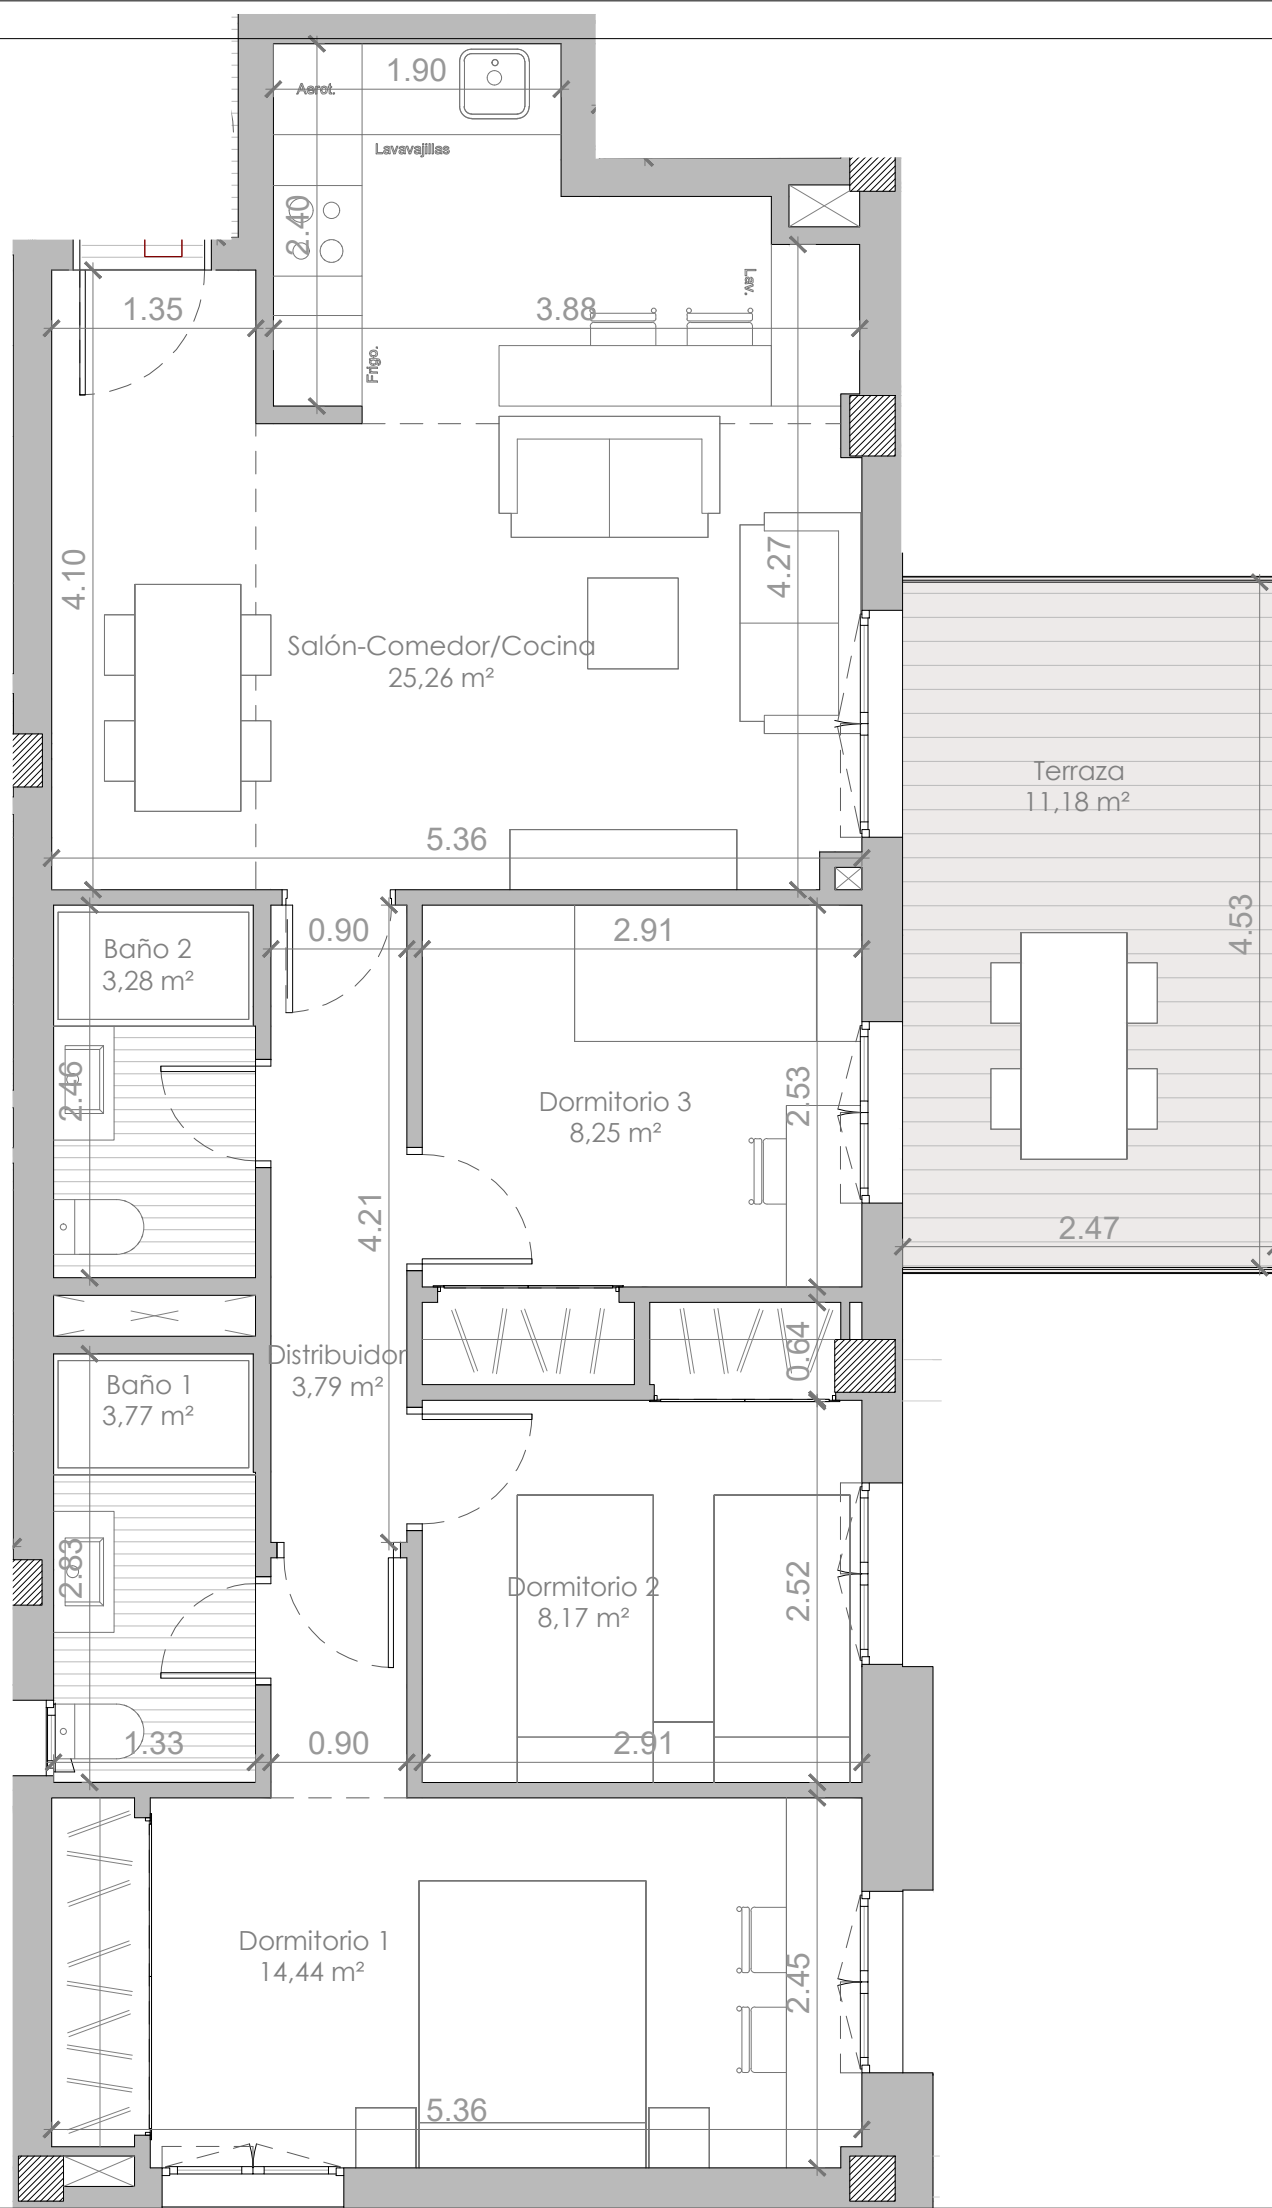 1.90
Aerot.
Lavavajillas
2.40
Lav.
1.35
3.88
Frigo.
4.10
4.27
Salón-Comedor/Cocina
25,26 m²
Terraza
11,18 m²
5.36
4.53
0.90
2.91
Baño 2
3,28 m²
2.46
2.53
Dormitorio 3
8,25 m²
4.21
2.47
0.64
Distribuidor
3,79 m²
Baño 1
3,77 m²
2.83
2.52
Dormitorio 2
8,17 m²
1.33
0.90
2.91
Dormitorio 1
14,44 m²
2.45
5.36